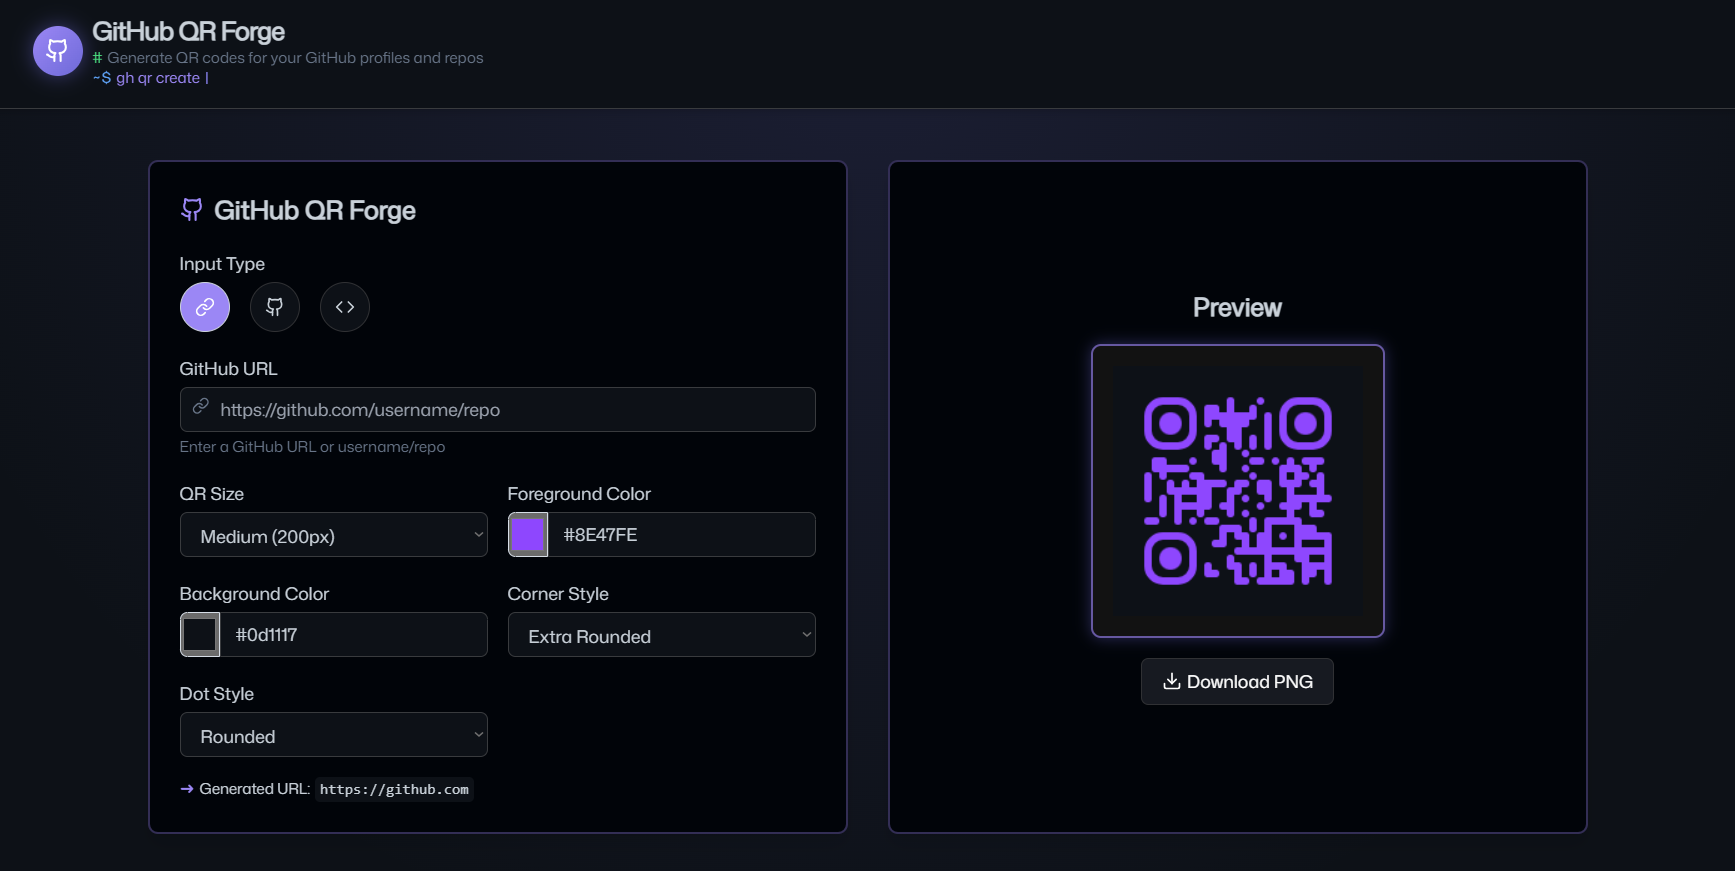 GitHub QR Forge
# Generate QR codes for your GitHub profiles and repos
~$ gh qr create |
GitHub QR Forge
Input Type
GitHub URL
https://github.com/username/repo
Enter a GitHub URL or username/repo
QR Size
Medium (200px)
Foreground Color
#8E47FE
Background Color
#0d1117
Corner Style
Extra Rounded
Dot Style
Rounded
→ Generated URL: https://github.com
Preview
Download PNG